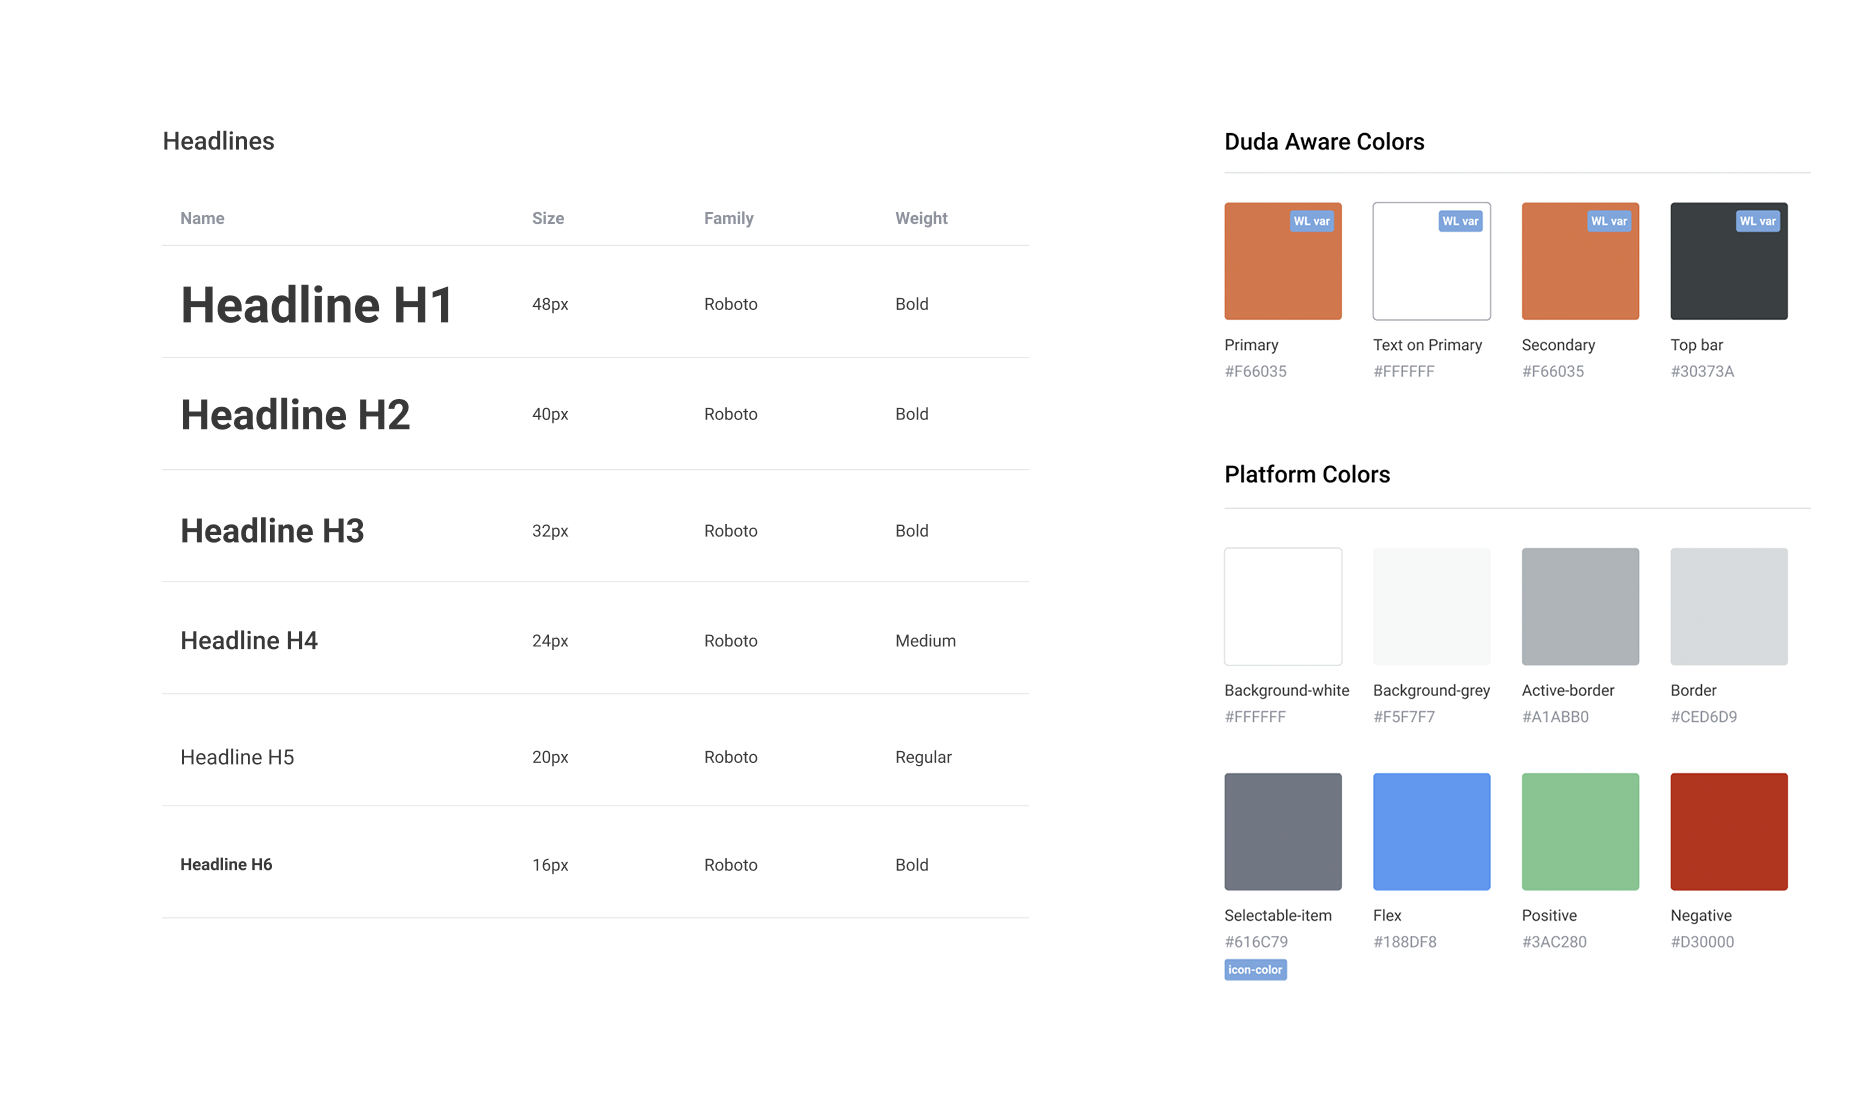 Headlines
Name Size Family Weight
Headline H1 48px Roboto Bold
Headline H2 40px Roboto Bold
Headline H3 32px Roboto Bold
Headline H4 24px Roboto Medium
Headline H5 20px Roboto Regular
Headline H6 16px Roboto Bold
Duda Aware Colors
WL var WL var WL var WL var
Primary Text on Primary Secondary Top bar
#F66035 #FFFFFF #F66035 #30373A
Platform Colors
Background-white Background-grey Active-border Border
#FFFFFF #F5F7F7 #A1ABB0 #CED6D9
Selectable-item Flex Positive Negative
#616C79 #188DF8 #3AC280 #D30000
icon-color